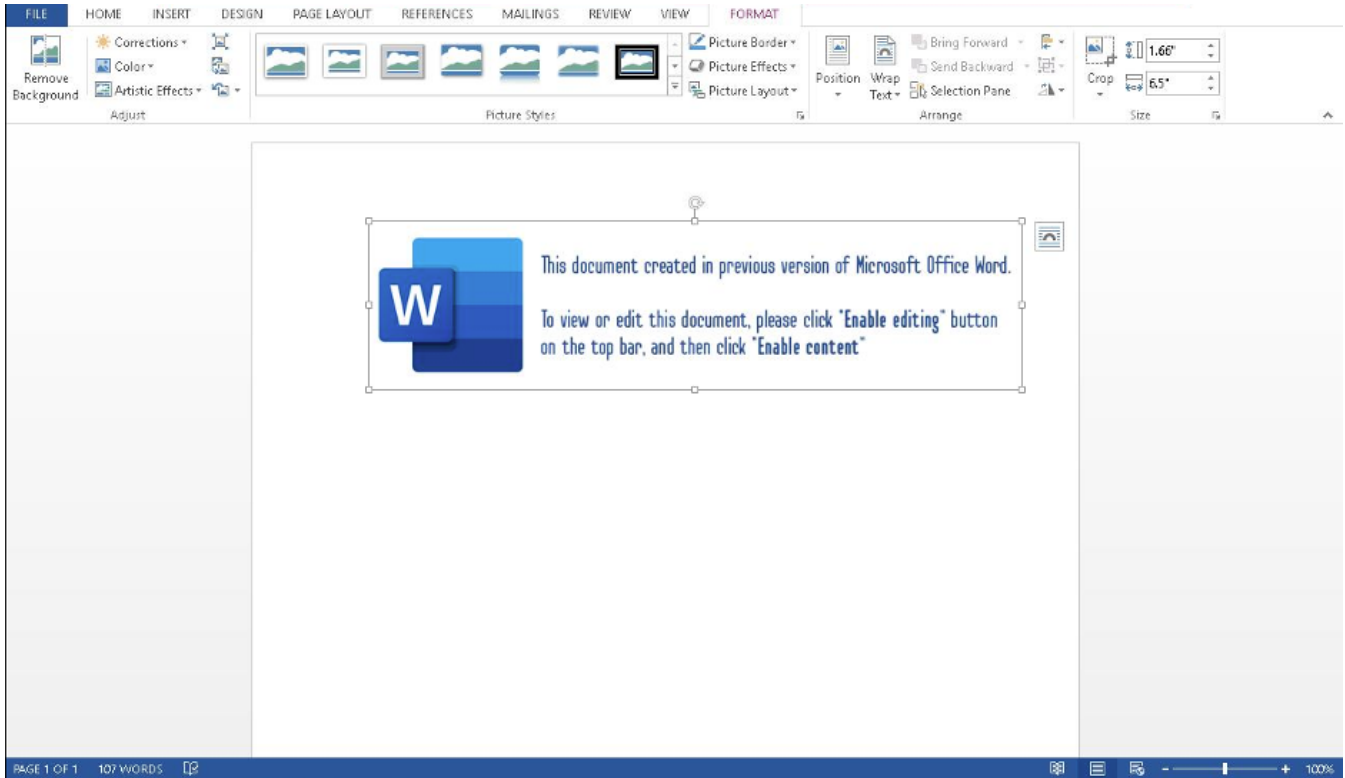 FILE HOME INSERT DESIGN PAGE LAYOUT REFERENCES MAILINGS REVIEW VIEW FORMAT
Remove Background
Corrections
Color
Artistic Effects
Adjust
Picture Styles
Picture Border
Picture Effects
Picture Layout
Position
Wrap Text
Bring Forward
Send Backward
Selection Pane
Arrange
Crop
1.66"
6.5"
Size
W
This document created in previous version of Microsoft Office Word.
To view or edit this document, please click "Enable editing" button
on the top bar, and then click "Enable content"
PAGE 1 OF 1 107 WORDS 100%